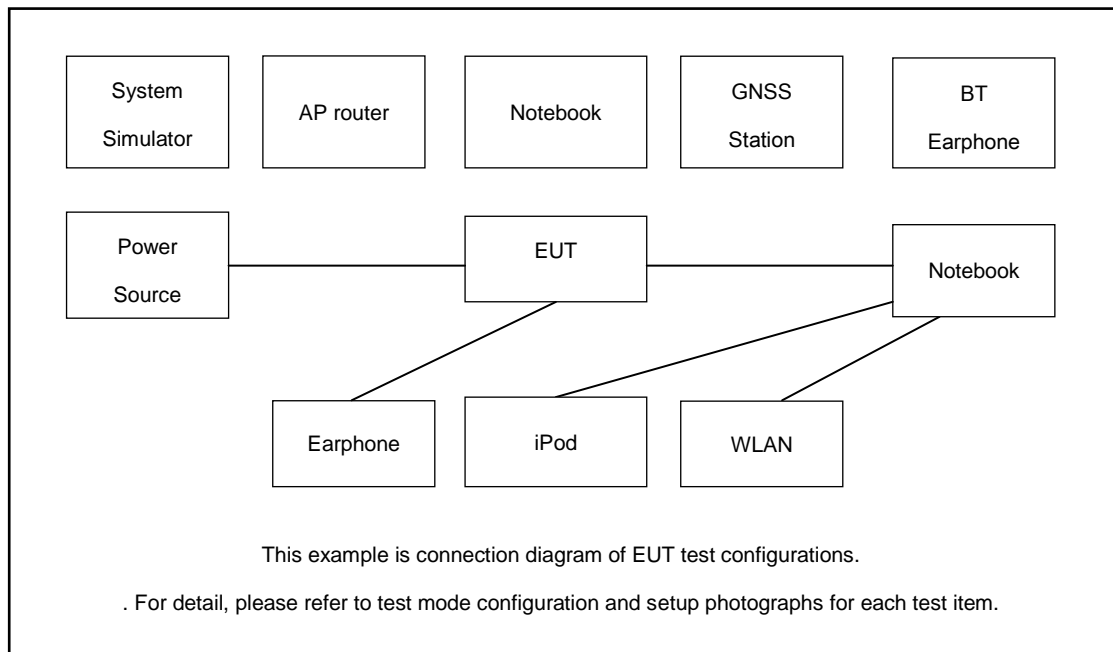 System
Simulator
AP router
Notebook
GNSS
Station
BT
Earphone
Power
Source
EUT
Notebook
Earphone
iPod
WLAN
This example is connection diagram of EUT test configurations.
. For detail, please refer to test mode configuration and setup photographs for each test item.